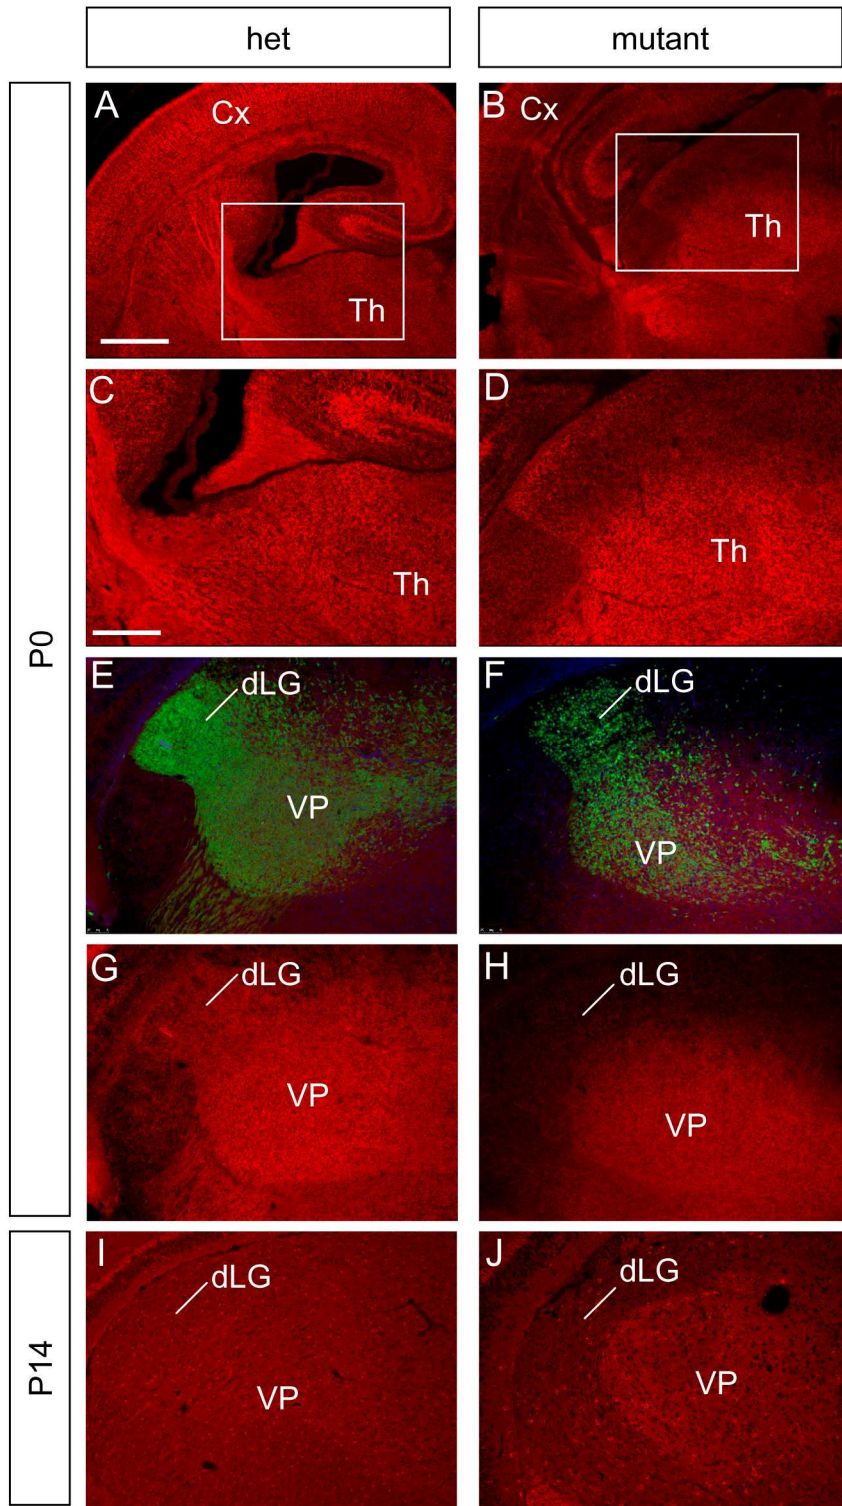 het
mutant
P0
A
Cx
Th
B
Cx
Th
C
Th
D
Th
E
dLG
VP
F
dLG
VP
G
dLG
VP
H
dLG
VP
P14
I
dLG
VP
J
dLG
VP